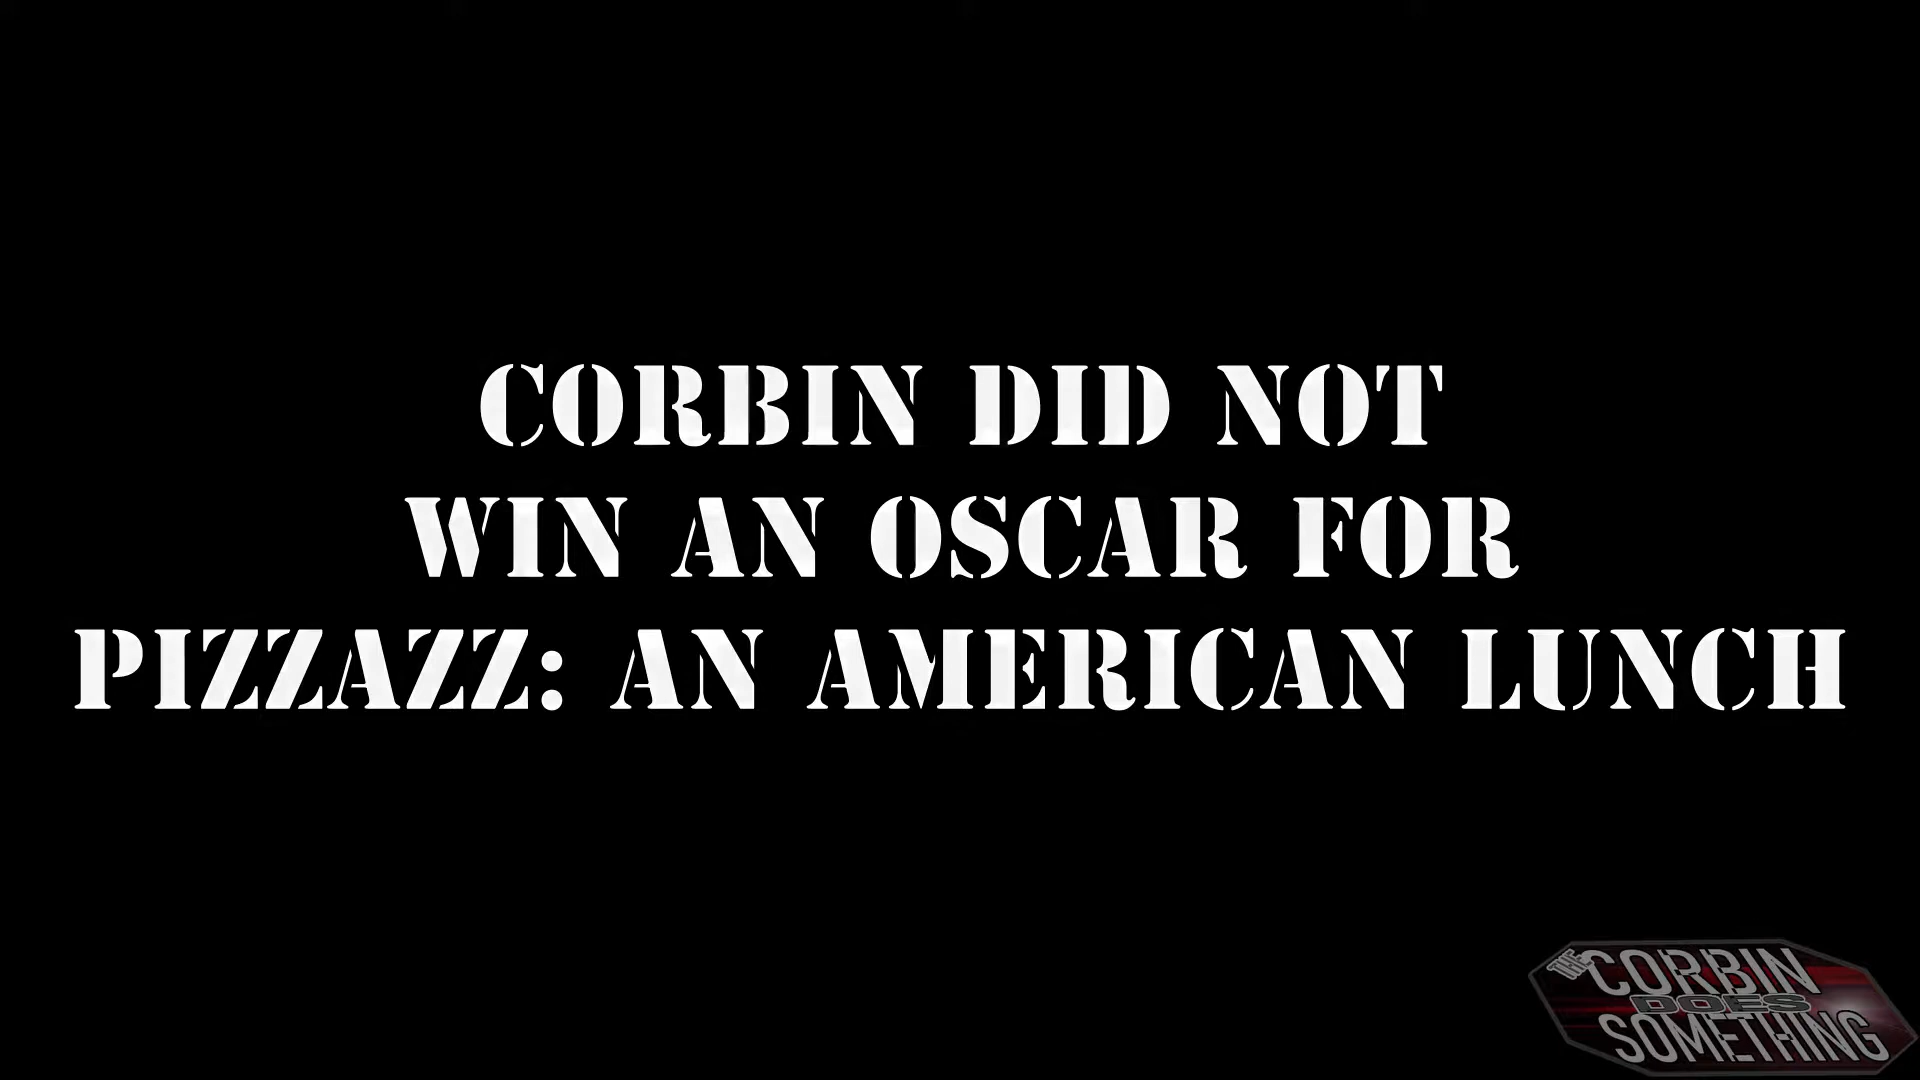 CORBIN DID NOT
WIN AN OSCAR FOR
PIZZAZZ: AN AMERICAN LUNCH
THE CORBIN
DOES
SOMETHING